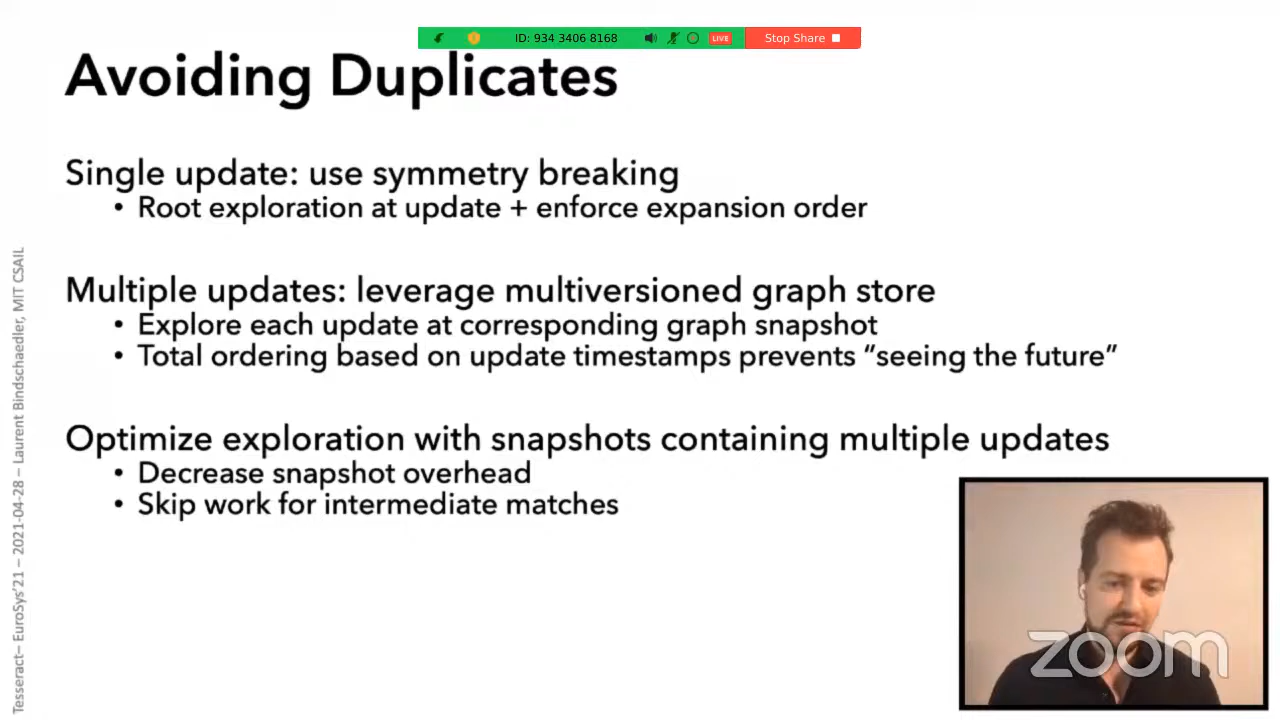 ID: 934 3406 8168
LIVE
Stop Share
Avoiding Duplicates
Single update: use symmetry breaking
• Root exploration at update + enforce expansion order
Multiple updates: leverage multiversioned graph store
• Explore each update at corresponding graph snapshot
• Total ordering based on update timestamps prevents “seeing the future”
Optimize exploration with snapshots containing multiple updates
• Decrease snapshot overhead
• Skip work for intermediate matches
Tesseract– EuroSys’21 – 2021-04-28 – Laurent Bindschaedler, MIT CSAIL
zoom